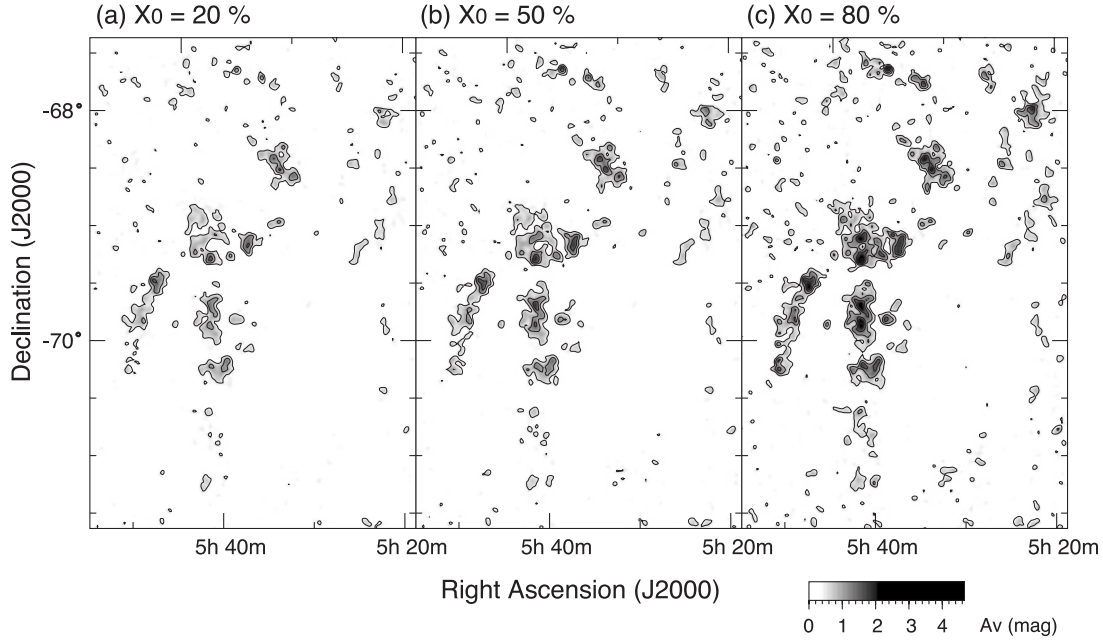 (a) X0 = 20 % (b) X0 = 50 % (c) X0 = 80 %
-68°
-70°
Declination (J2000)
5h 40m 5h 20m 5h 40m 5h 20m 5h 40m 5h 20m
Right Ascension (J2000)
0 1 2 3 4 Av (mag)